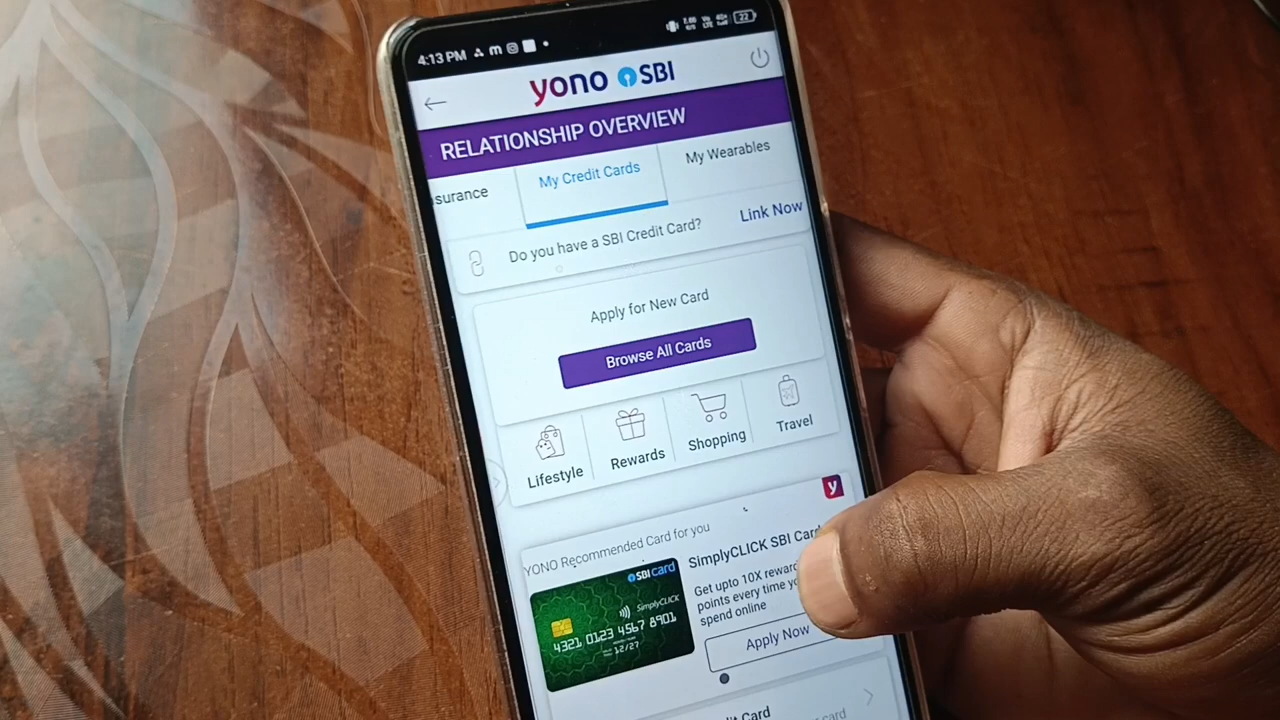 4:13 PM
22
yono SBI
RELATIONSHIP OVERVIEW
surance
My Credit Cards
My Wearables
Do you have a SBI Credit Card?
Link Now
Apply for New Card
Browse All Cards
Lifestyle
Rewards
Shopping
Travel
y
YONO Recommended Card for you
SimplyCLICK SBI Card
Get upto 10X reward
points every time yo
spend online
Apply Now
SBI card
SimplyCLICK
4321 0123 4567 8901
12/27
Card